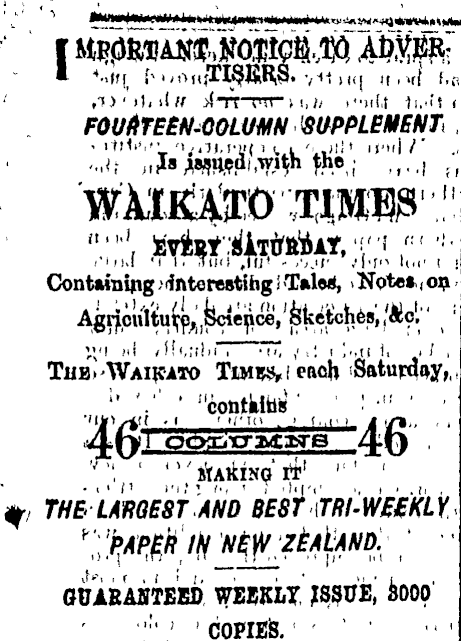 IMPORTANT NOTICE TO ADVER-
TISERS.
FOURTEEN-COLUMN SUPPLEMENT
Is issued with the
WAIKATO TIMES
EVERY SATURDAY,
Containing interesting Tales, Notes on
Agriculture, Science, Sketches, &c.
THE WAIKATO TIMES, each Saturday,
contains
46 COLUMNS 46
MAKING IT
THE LARGEST AND BEST TRI-WEEKLY
PAPER IN NEW ZEALAND.
GUARANTEED WEEKLY ISSUE, 3000
COPIES.